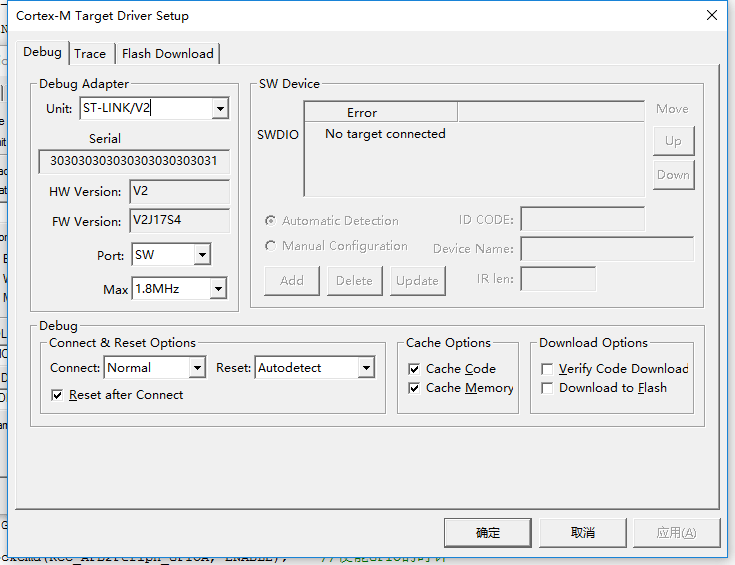 Cortex-M Target Driver Setup
Debug Trace Flash Download
Debug Adapter
Unit: ST-LINK/V2
Serial
303030303030303030303031
HW Version: V2
FW Version: V2J17S4
Port: SW
Max 1.8MHz
SW Device
Error
SWDIO No target connected
Move
Up
Down
Automatic Detection ID CODE:
Manual Configuration Device Name:
Add Delete Update IR len:
Debug
Connect & Reset Options
Connect: Normal Reset: Autodetect
Reset after Connect
Cache Options
Cache Code
Cache Memory
Download Options
Verify Code Download
Download to Flash
确定 取消 应用(A)